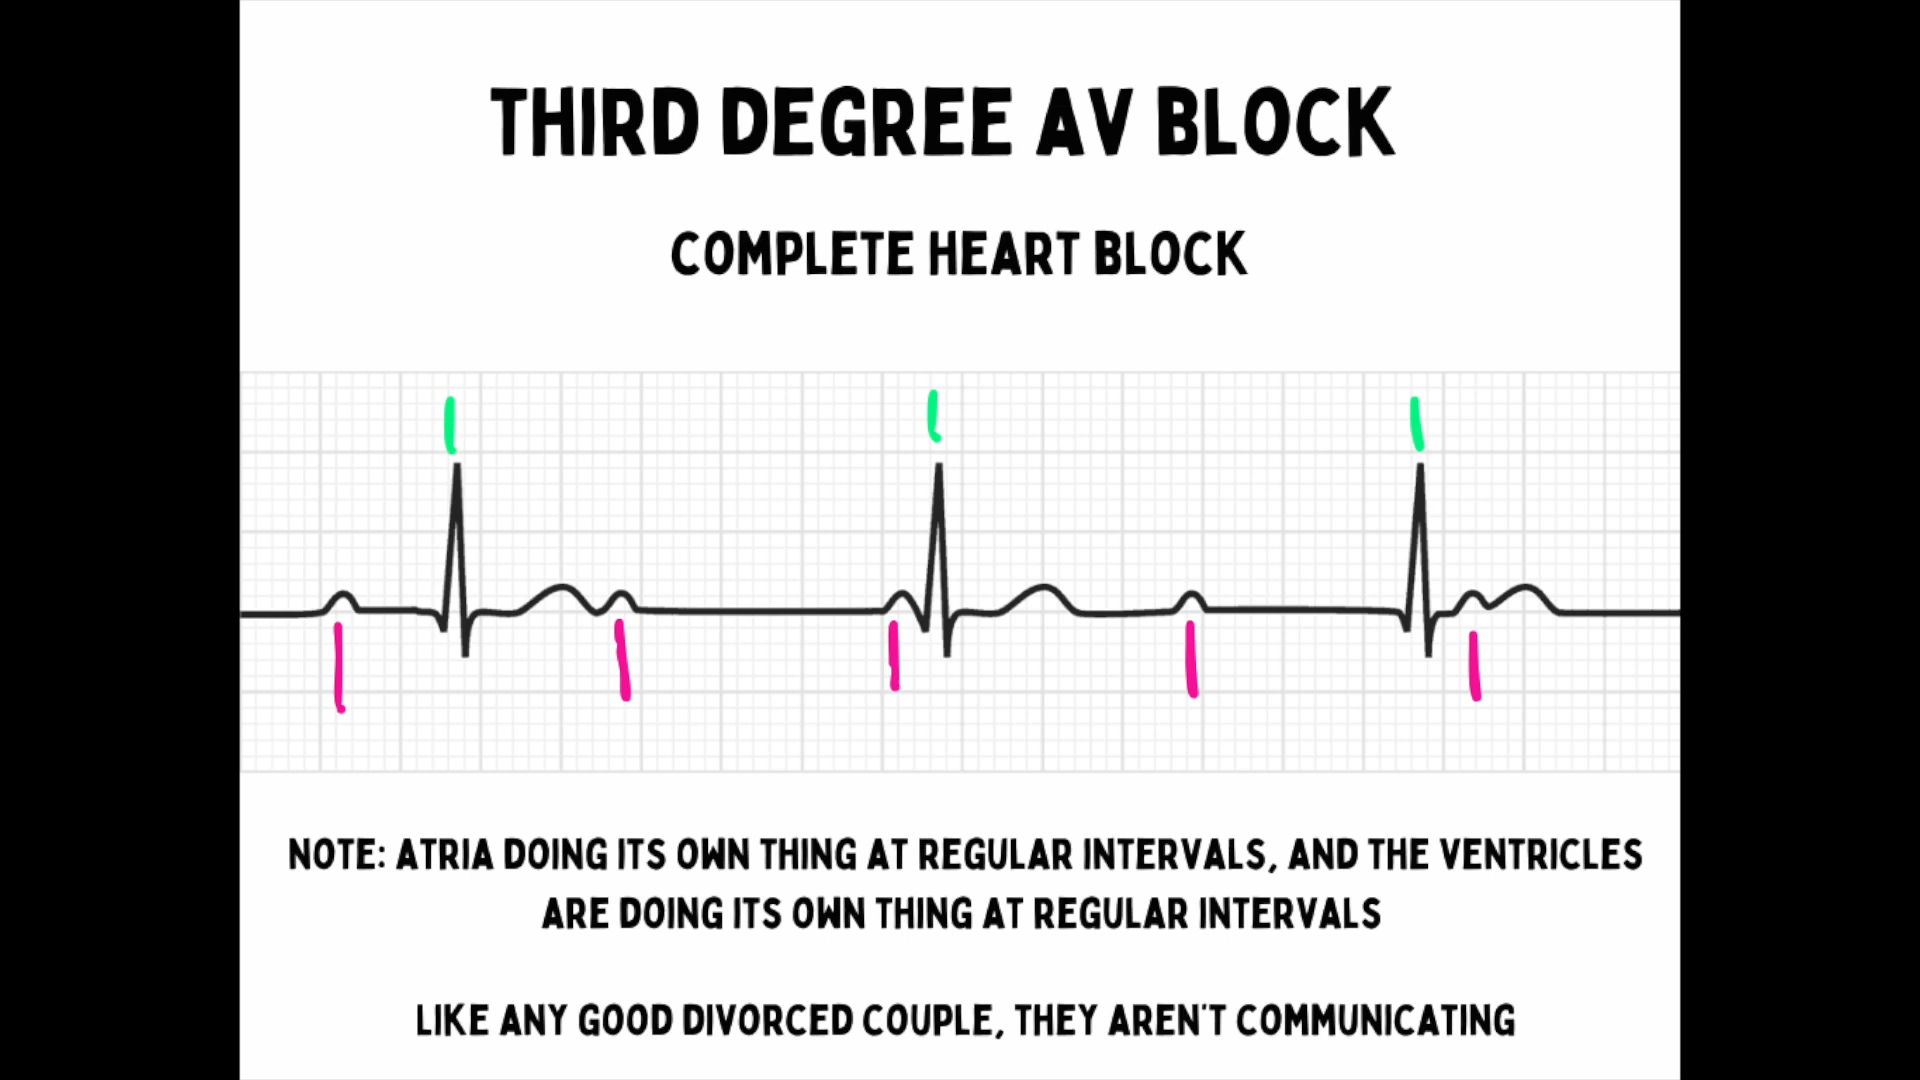 THIRD DEGREE AV BLOCK
COMPLETE HEART BLOCK
NOTE: ATRIA DOING ITS OWN THING AT REGULAR INTERVALS, AND THE VENTRICLES
ARE DOING ITS OWN THING AT REGULAR INTERVALS
LIKE ANY GOOD DIVORCED COUPLE, THEY AREN'T COMMUNICATING